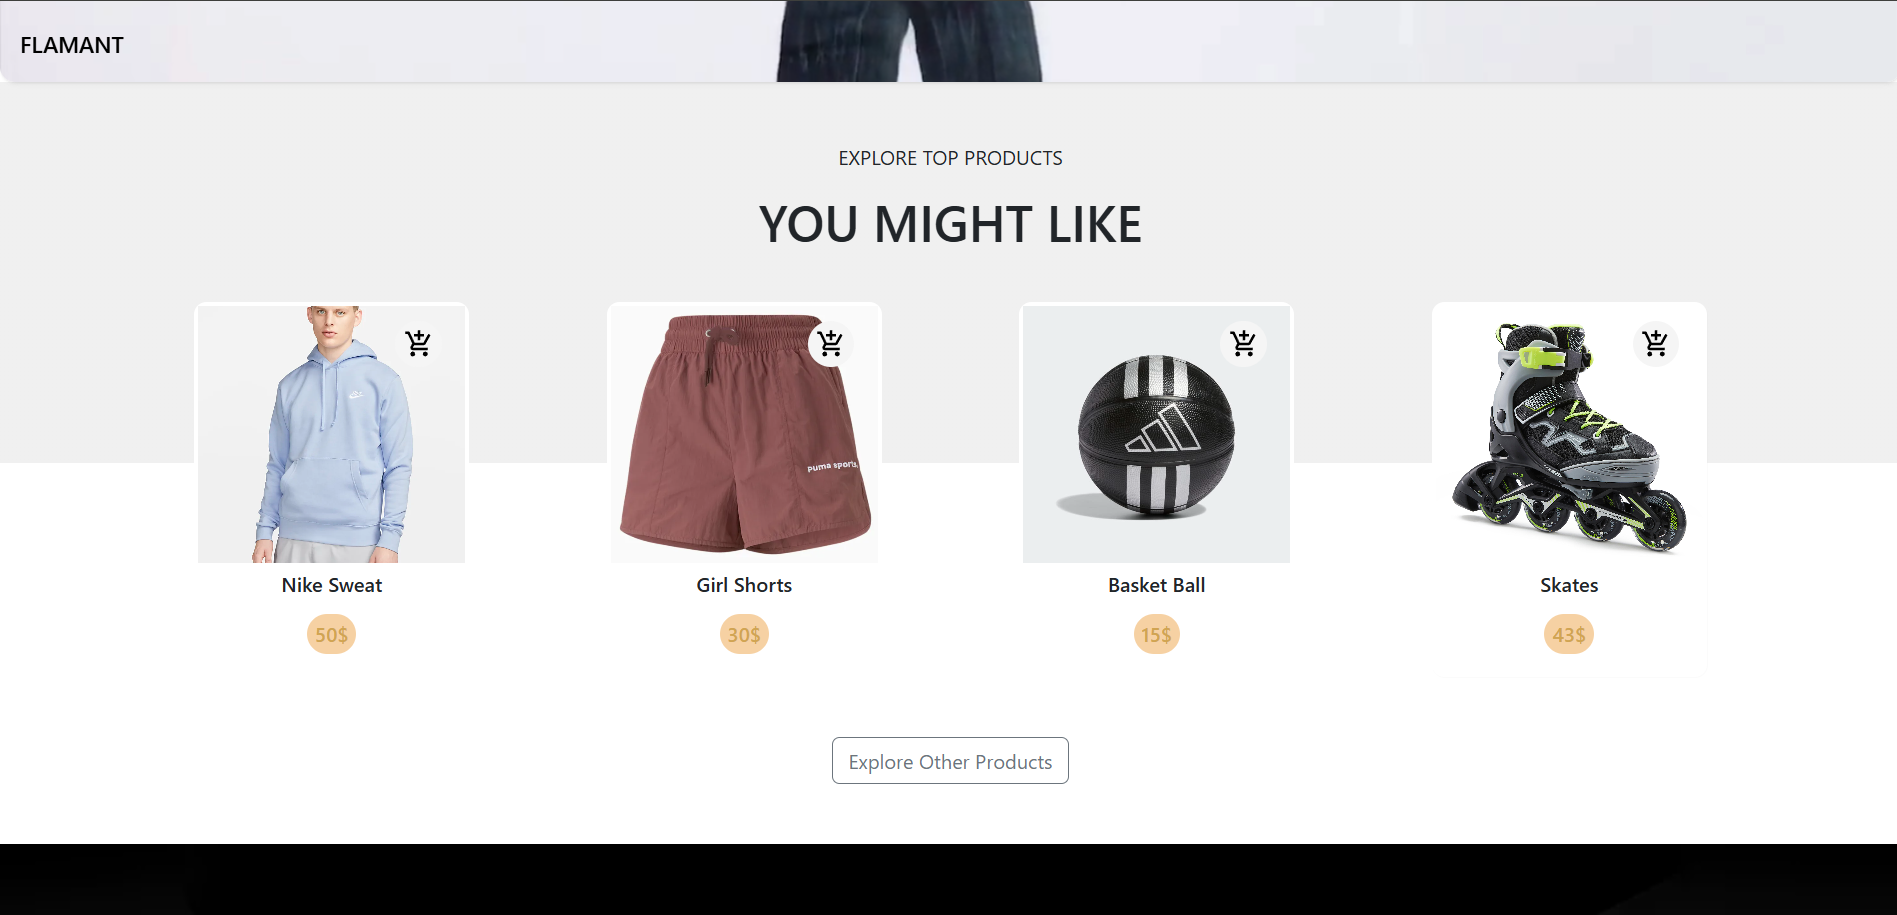 FLAMANT
EXPLORE TOP PRODUCTS
YOU MIGHT LIKE
puma sports.
Nike Sweat
Girl Shorts
Basket Ball
Skates
50$
30$
15$
43$
Explore Other Products